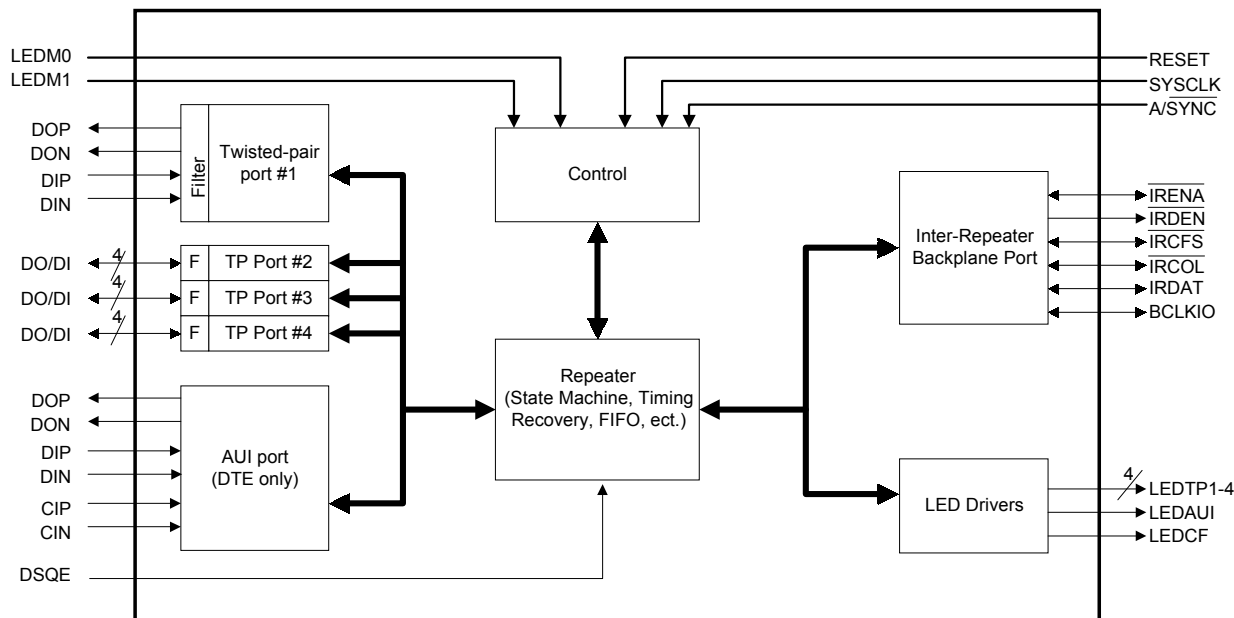 LEDM0
LEDM1
DOP
DON
DIP
DIN
Filter
Twisted-pair
port #1
DO/DI
4
F
TP Port #2
DO/DI
4
F
TP Port #3
DO/DI
4
F
TP Port #4
DOP
DON
DIP
DIN
CIP
CIN
AUI port
(DTE only)
DSQE
Control
Repeater
(State Machine, Timing
Recovery, FIFO, ect.)
RESET
SYSCLK
A/SYNC
Inter-Repeater
Backplane Port
IRENA
IRDEN
IRCFS
IRCOL
IRDAT
BCLKIO
LED Drivers
4
LEDTP1-4
LEDAUI
LEDCF